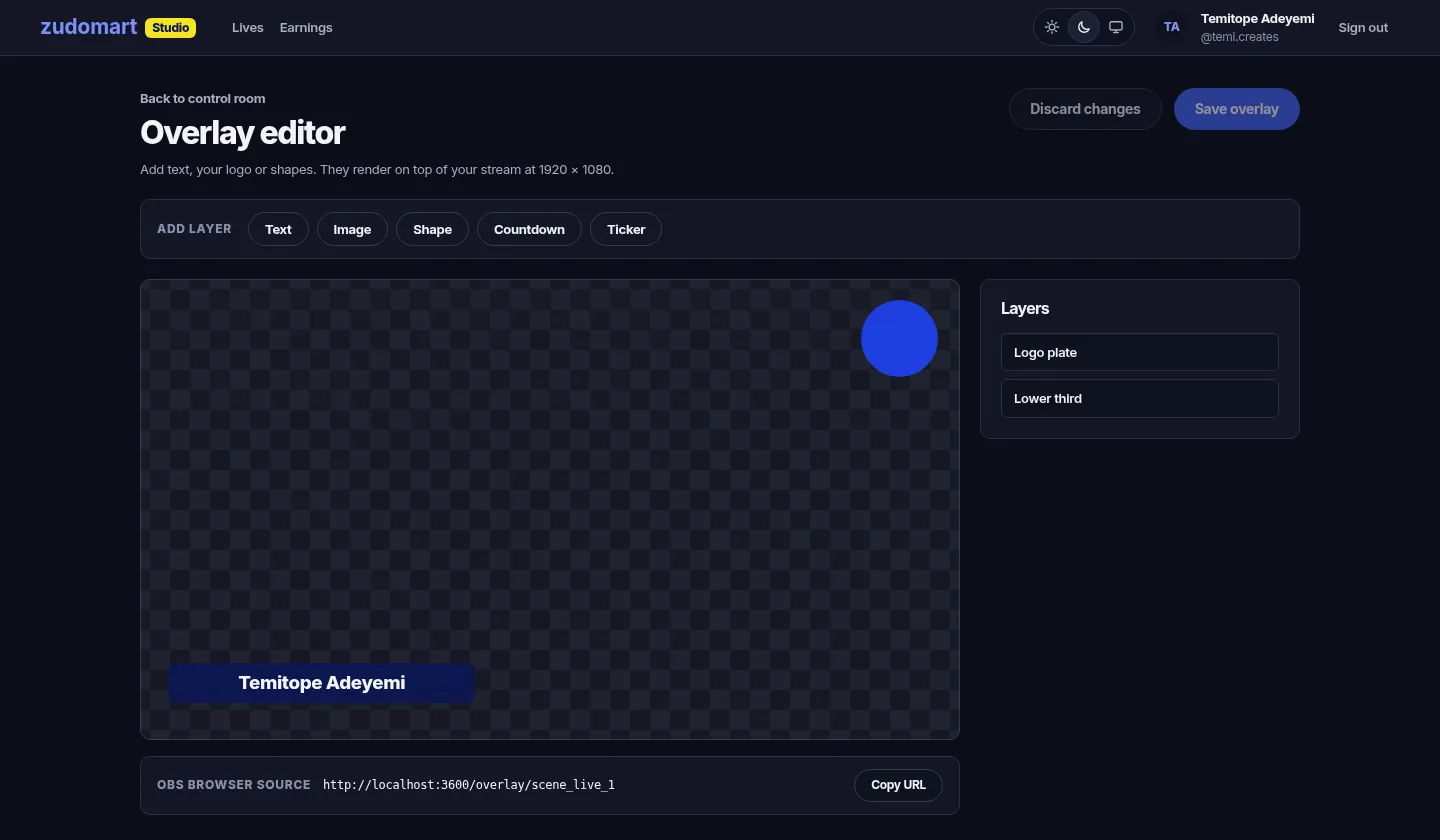 zudomart Studio Lives Earnings TA Temitope Adeyemi Sign out
@temi.creates
Back to control room
Overlay editor
Discard changes Save overlay
Add text, your logo or shapes. They render on top of your stream at 1920 × 1080.
ADD LAYER Text Image Shape Countdown Ticker
Layers
Logo plate
Lower third
Temitope Adeyemi
OBS BROWSER SOURCE http://localhost:3600/overlay/scene_live_1 Copy URL